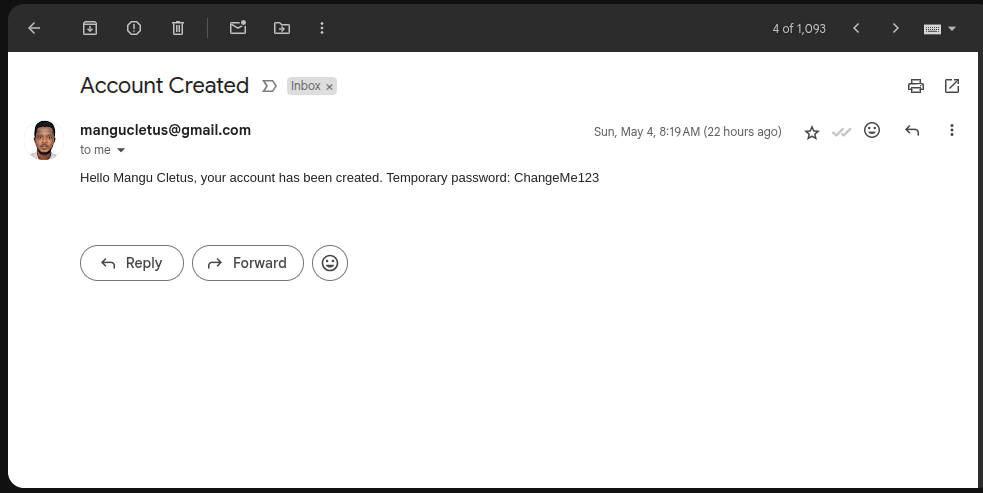 4 of 1,093
Account Created
Inbox ×
mangucletus@gmail.com
Sun, May 4, 8:19 AM (22 hours ago)
to me
Hello Mangu Cletus, your account has been created. Temporary password: ChangeMe123
Reply
Forward